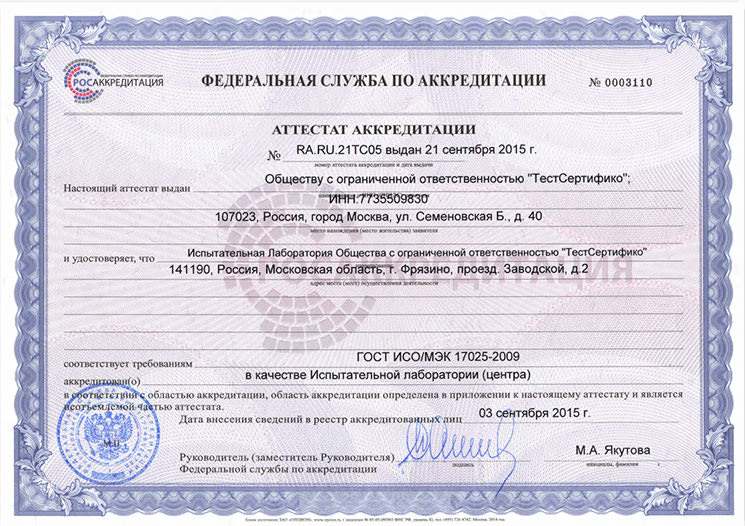 ФЕДЕРАЛЬНАЯ СЛУЖБА ПО АККРЕДИТАЦИИ
РОСАККРЕДИТАЦИЯ
ФЕДЕРАЛЬНАЯ СЛУЖБА ПО АККРЕДИТАЦИИ
№ 0003110
АТТЕСТАТ АККРЕДИТАЦИИ
№ RA.RU.21ТС05 выдан 21 сентября 2015 г.
номер аттестата аккредитации и дата выдачи
Настоящий аттестат выдан Обществу с ограниченной ответственностью "ТестСертифико";
ИНН:7735509830
107023, Россия, город Москва, ул. Семеновская Б., д. 40
место нахождения (место жительства) заявителя
и удостоверяет, что Испытательная Лаборатория Общества с ограниченной ответственностью "ТестСертифико"
141190, Россия, Московская область, г. Фрязино, проезд. Заводской, д.2
РОСАККРЕДИТАЦИЯ
адрес места (мест) осуществления деятельности
соответствует требованиям ГОСТ ИСО/МЭК 17025-2009
аккредитован(о) в качестве Испытательной лаборатории (центра)
в соответствии с областью аккредитации, область аккредитации определена в приложении к настоящему аттестату и является
неотъемлемой частью аттестата.
Дата внесения сведений в реестр аккредитованных лиц 03 сентября 2015 г.
М.П.
Руководитель (заместитель Руководителя)
Федеральной службы по аккредитации
подпись
М.А. Якутова
инициалы, фамилия